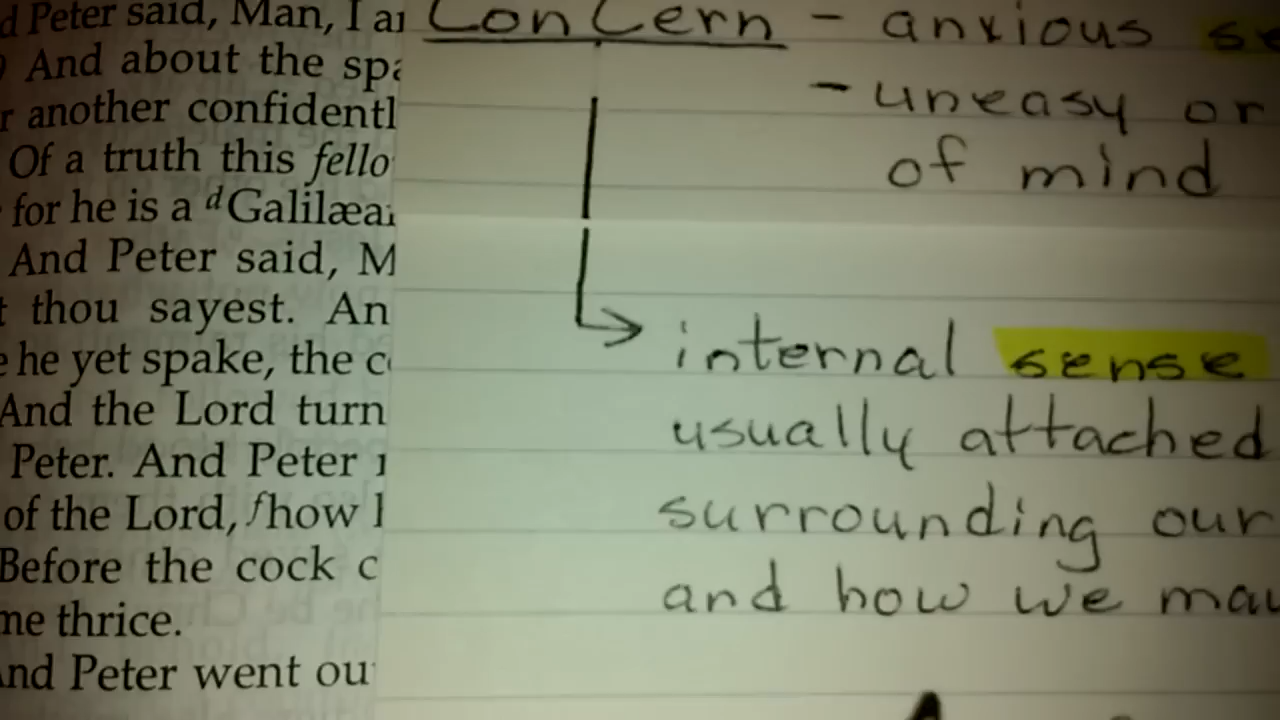 Peter said, Man, I
And about the
another confidentl
Of a truth this fello
for he is a dGalilæa
And Peter said, M
thou sayest. An
he yet spake, the c
And the Lord turn
Peter. And Peter
of the Lord, fhow
Before the cock c
me thrice.
And Peter went ou
Concern - anxious se
- uneasy or
of mind
internal sense
usually attached
surrounding our
and how we may